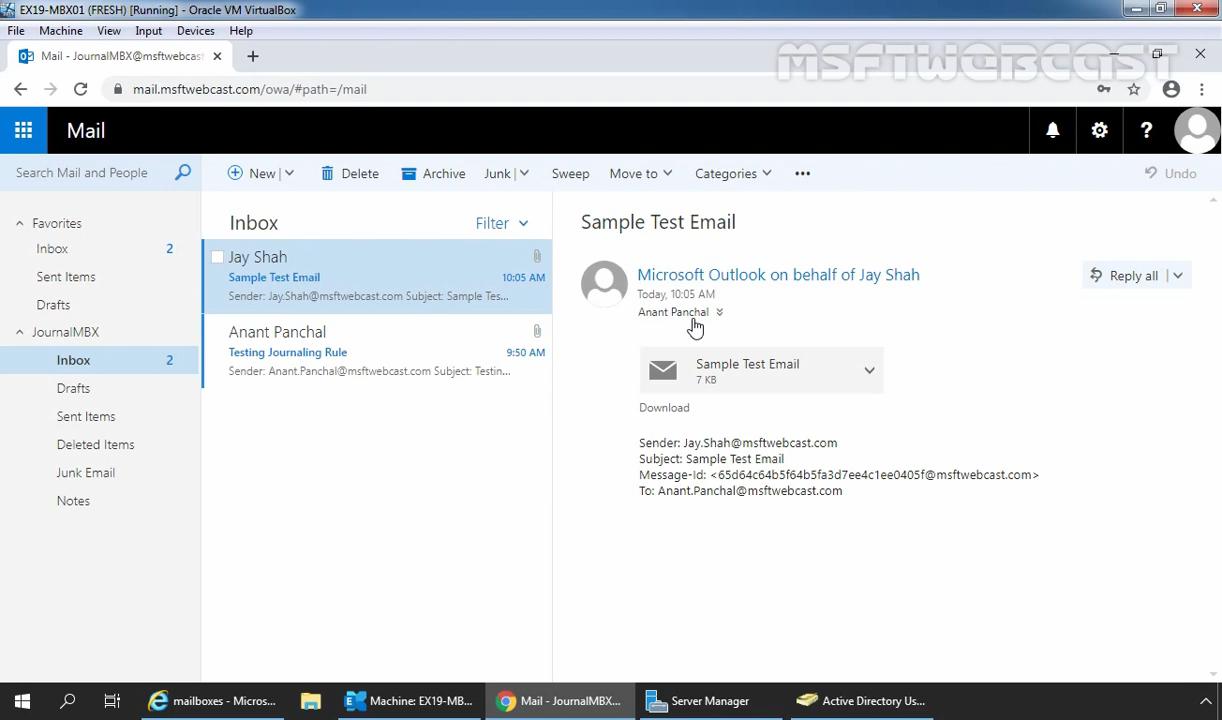 EX19-MBX01 (FRESH) [Running] - Oracle VM VirtualBox
File Machine View Input Devices Help
MSFTWEBCAST
Mail - JournalMBX@msftwebcast
mail.msftwebcast.com/owa/#path=/mail
Mail
Search Mail and People
New
Delete
Archive
Junk
Sweep
Move to
Categories
Undo
Favorites
Inbox 2
Sent Items
Drafts
JournalMBX
Inbox 2
Drafts
Sent Items
Deleted Items
Junk Email
Notes
Inbox
Filter
Jay Shah
Sample Test Email 10:05 AM
Sender: Jay.Shah@msftwebcast.com Subject: Sample Tes...
Anant Panchal
Testing Journaling Rule 9:50 AM
Sender: Anant.Panchal@msftwebcast.com Subject: Testin...
Sample Test Email
Microsoft Outlook on behalf of Jay Shah
Reply all
Today, 10:05 AM
Anant Panchal
Sample Test Email
7 KB
Download
Sender: Jay.Shah@msftwebcast.com
Subject: Sample Test Email
Message-Id: <65d64c64b5f64b5fa3d7ee4c1ee0405f@msftwebcast.com>
To: Anant.Panchal@msftwebcast.com
mailboxes - Micros...
Machine: EX19-MB...
Mail - JournalMBX...
Server Manager
Active Directory Us...